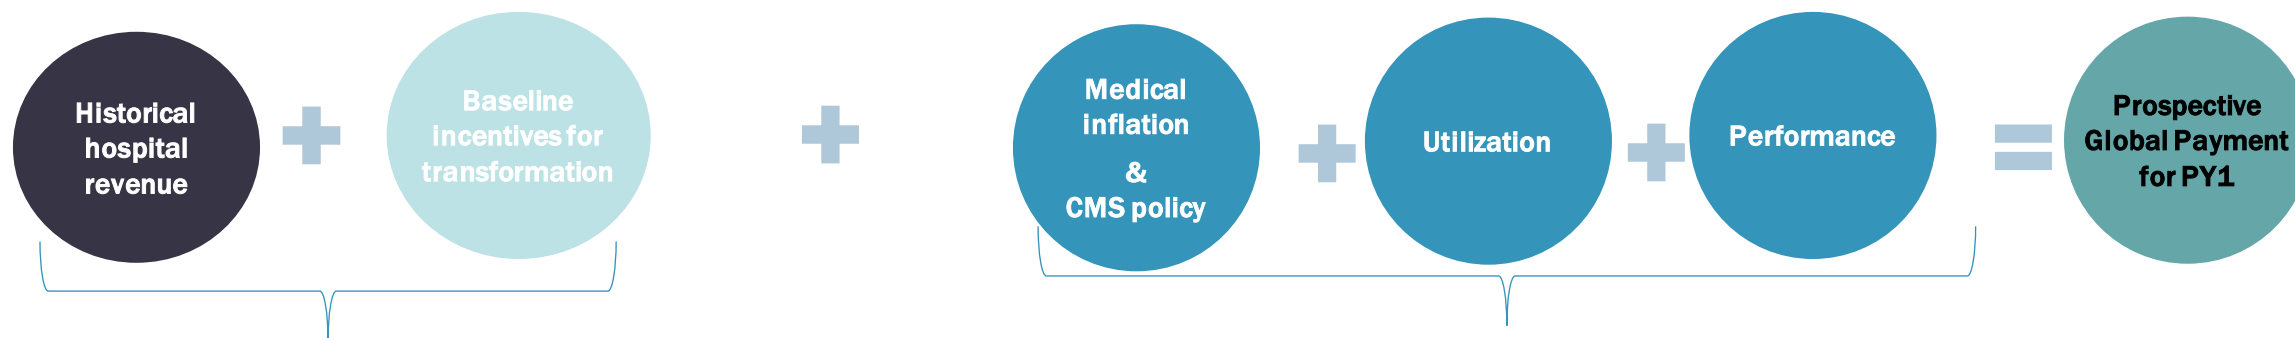 Historical
hospital
revenue
Baseline
incentives for
transformation
Medical
inflation
&
CMS policy
Utilization
Performance
Prospective
Global Payment
for PY1